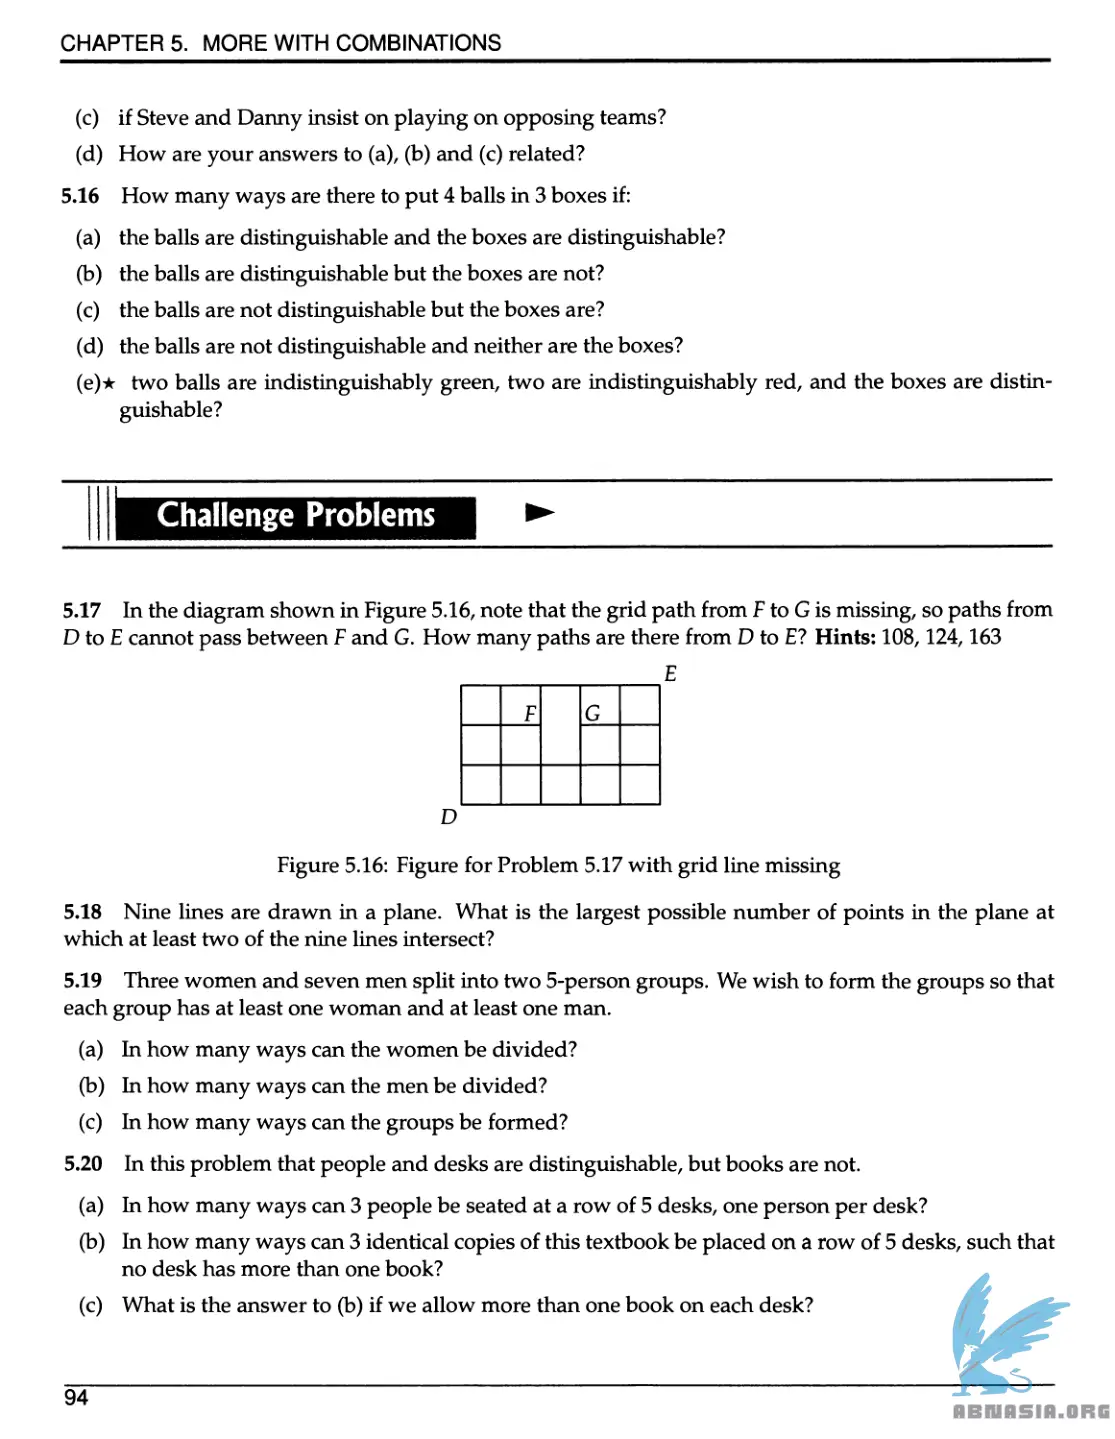 CHAPTER 5. MORE WITH COMBINATIONS
(c) if Steve and Danny insist on playing on opposing teams?
(d) How are your answers to (a), (b) and (c) related?
5.16 How many ways are there to put 4 balls in 3 boxes if:
(a) the balls are distinguishable and the boxes are distinguishable?
(b) the balls are distinguishable but the boxes are not?
(c) the balls are not distinguishable but the boxes are?
(d) the balls are not distinguishable and neither are the boxes?
(e)★ two balls are indistinguishably green, two are indistinguishably red, and the boxes are distin-
guishable?
Challenge Problems
5.17 In the diagram shown in Figure 5.16, note that the grid path from F to G is missing, so paths from
D to E cannot pass between F and G. How many paths are there from D to E? Hints: 108, 124, 163
E
F G
D
Figure 5.16: Figure for Problem 5.17 with grid line missing
5.18 Nine lines are drawn in a plane. What is the largest possible number of points in the plane at
which at least two of the nine lines intersect?
5.19 Three women and seven men split into two 5-person groups. We wish to form the groups so that
each group has at least one woman and at least one man.
(a) In how many ways can the women be divided?
(b) In how many ways can the men be divided?
(c) In how many ways can the groups be formed?
5.20 In this problem that people and desks are distinguishable, but books are not.
(a) In how many ways can 3 people be seated at a row of 5 desks, one person per desk?
(b) In how many ways can 3 identical copies of this textbook be placed on a row of 5 desks, such that
no desk has more than one book?
(c) What is the answer to (b) if we allow more than one book on each desk?
94
ABNASIA.ORG